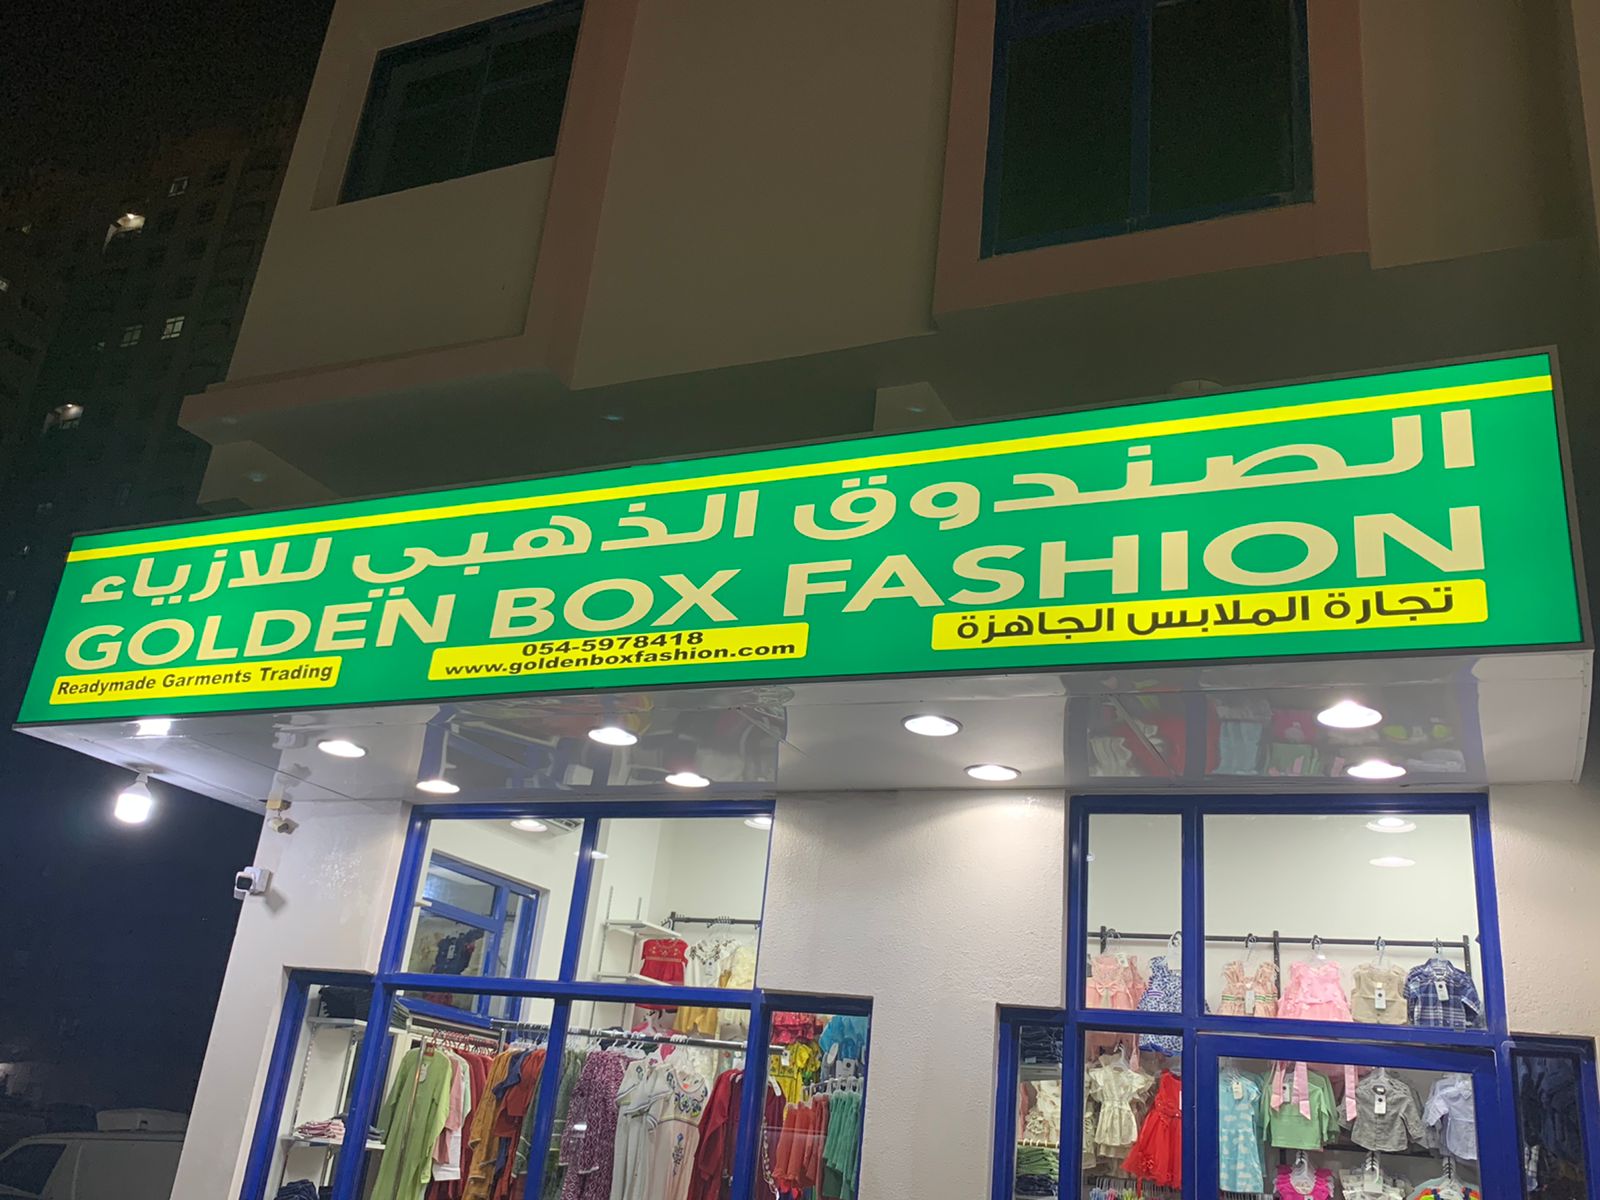 الصندوق الذهبي للازياء
GOLDEN BOX FASHION
Readymade Garments Trading
054-5978418
www.goldenboxfashion.com
تجارة الملابس الجاهزة